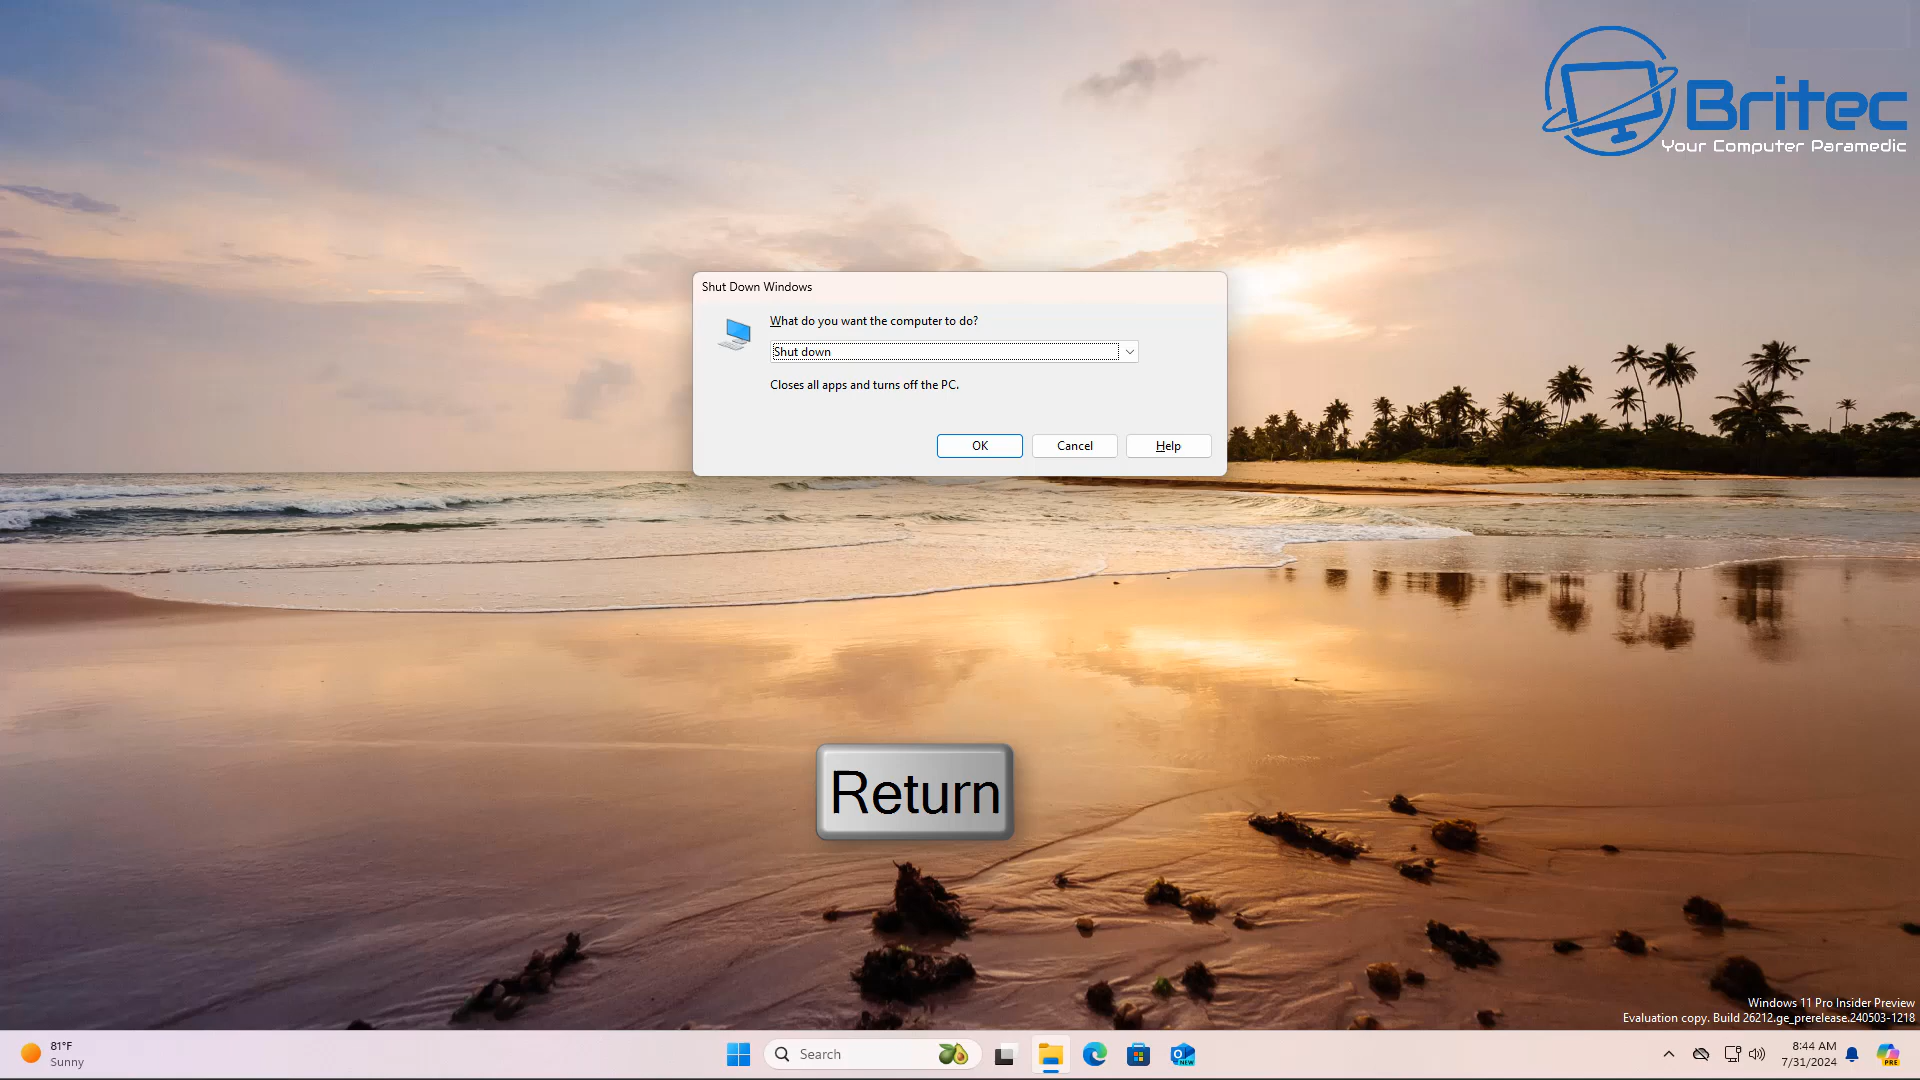 Britec
Your Computer Paramedic
Shut Down Windows
What do you want the computer to do?
Shut down
Closes all apps and turns off the PC.
OK
Cancel
Help
Return
Windows 11 Pro Insider Preview
Evaluation copy. Build 26212.ge_prerelease.240503-1218
81°F
Sunny
Search
NEW
8:44 AM
7/31/2024
PRE